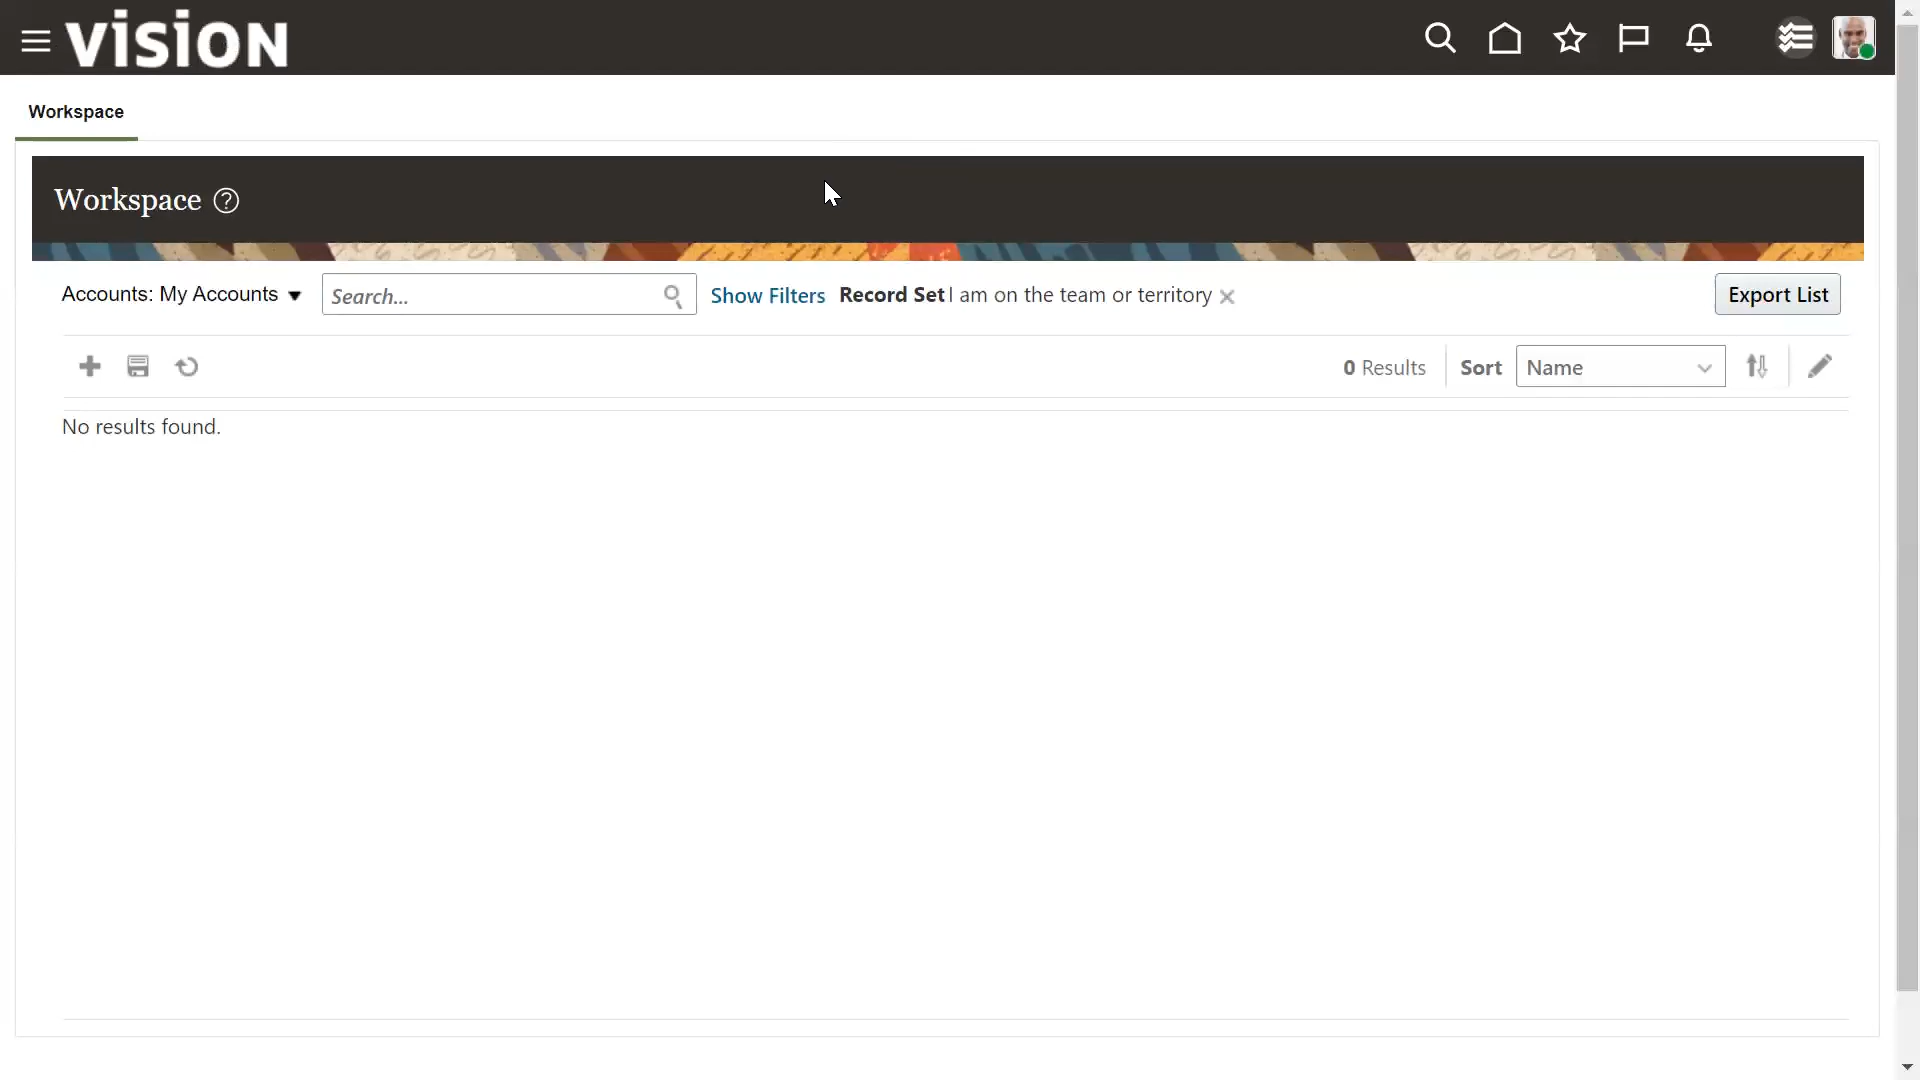 vision
Workspace
Workspace ?
Accounts: My Accounts Search... Show Filters Record Set I am on the team or territory Export List
0 Results Sort Name
No results found.